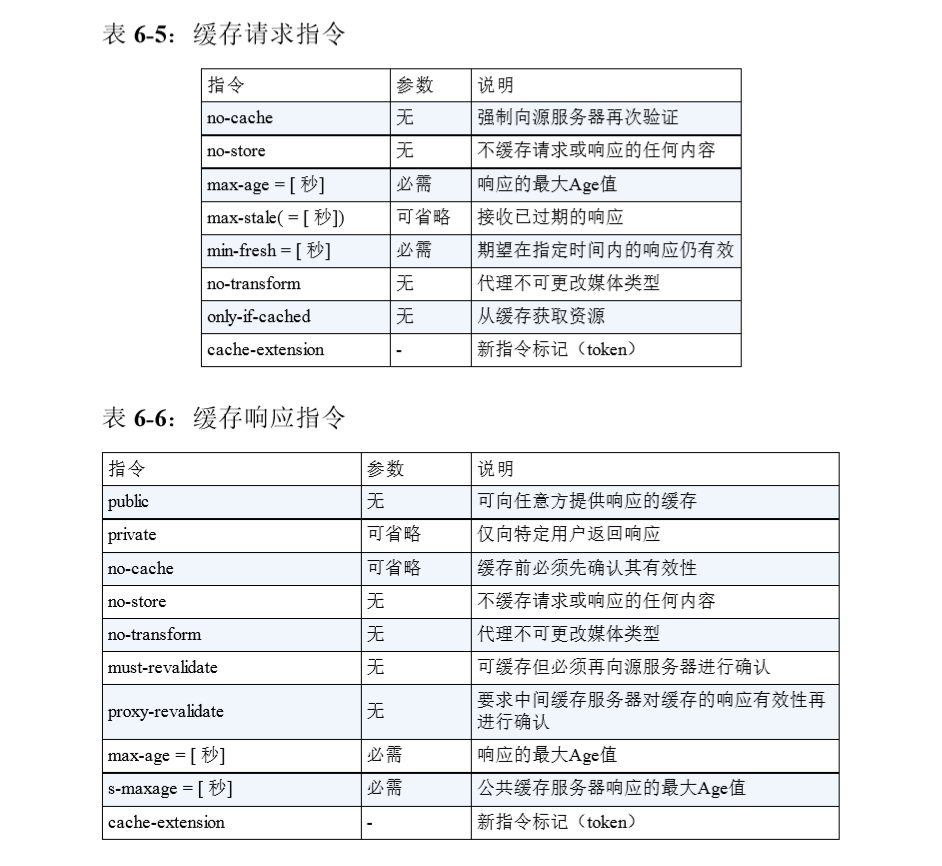 表 6-5：缓存请求指令
指令 参数 说明
no-cache 无 强制向源服务器再次验证
no-store 无 不缓存请求或响应的任何内容
max-age = [ 秒] 必需 响应的最大Age值
max-stale( = [ 秒]) 可省略 接收已过期的响应
min-fresh = [ 秒] 必需 期望在指定时间内的响应仍有效
no-transform 无 代理不可更改媒体类型
only-if-cached 无 从缓存获取资源
cache-extension - 新指令标记（token）
表 6-6：缓存响应指令
指令 参数 说明
public 无 可向任意方提供响应的缓存
private 可省略 仅向特定用户返回响应
no-cache 可省略 缓存前必须先确认其有效性
no-store 无 不缓存请求或响应的任何内容
no-transform 无 代理不可更改媒体类型
must-revalidate 无 可缓存但必须再向源服务器进行确认
proxy-revalidate 无 要求中间缓存服务器对缓存的响应有效性再
进行确认
max-age = [ 秒] 必需 响应的最大Age值
s-maxage = [ 秒] 必需 公共缓存服务器响应的最大Age值
cache-extension - 新指令标记（token）